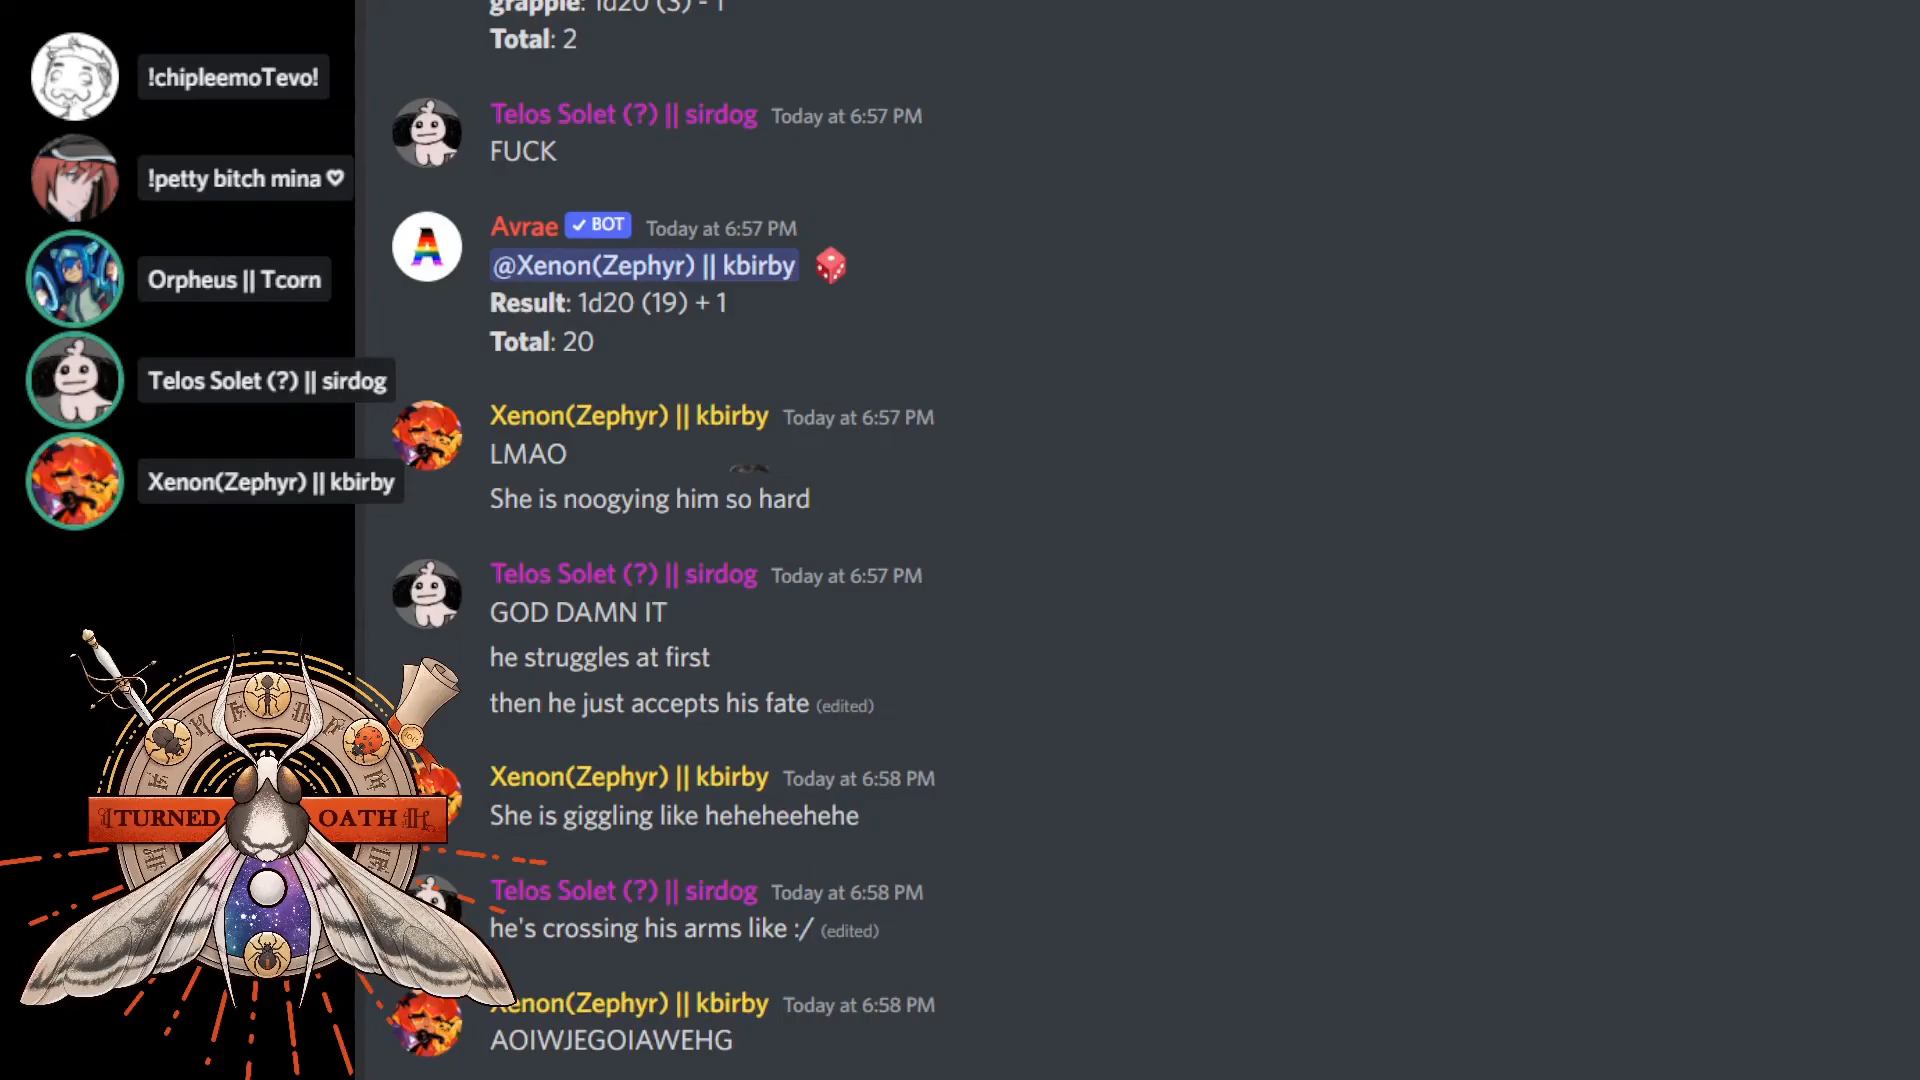 !chipleemoTevo!
!petty bitch mina ♡
Orpheus || Tcorn
Telos Solet (?) || sirdog
Xenon(Zephyr) || kbirby
TURNED OATH
grapple: 1d20 (3) - 1
Total: 2
Telos Solet (?) || sirdog Today at 6:57 PM
FUCK
A
Avrae ✓ BOT Today at 6:57 PM
@Xenon(Zephyr) || kbirby
Result: 1d20 (19) + 1
Total: 20
Xenon(Zephyr) || kbirby Today at 6:57 PM
LMAO
She is noogying him so hard
Telos Solet (?) || sirdog Today at 6:57 PM
GOD DAMN IT
he struggles at first
then he just accepts his fate (edited)
Xenon(Zephyr) || kbirby Today at 6:58 PM
She is giggling like heheheehehe
Telos Solet (?) || sirdog Today at 6:58 PM
he's crossing his arms like :/ (edited)
Xenon(Zephyr) || kbirby Today at 6:58 PM
AOIWJEGOIAWEHG